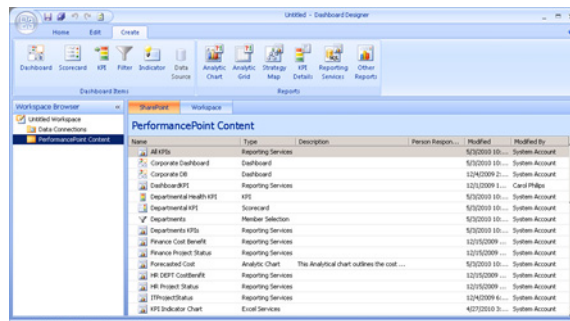 Untitled - Dashboard Designer
Home Edit Create
Dashboard Scorecard KPI Filter Indicator Data Source Analytic Chart Analytic Grid Strategy Map KPI Details Reporting Services Other Reports
Dashboard Items Reports
Workspace Browser «
SharePoint Workspace
Untitled Workspace
Data Connections
PerformancePoint Content
PerformancePoint Content
Name Type Description Person Respon... Modified Modified By
All KPIs Reporting Services 5/3/2010 10:... System Account
Corporate Dashboard Dashboard 5/3/2010 10:... System Account
Corporate DB Dashboard 12/4/2009 2:... System Account
DashboardKPI Reporting Services 12/1/2009 1... Carol Philips
Departmental Health KPI KPI 5/3/2010 10:... System Account
Departmental KPI Scorecard 5/3/2010 10:... System Account
Departments Member Selection 5/3/2010 10:... System Account
Departments KPIs Reporting Services 5/3/2010 10:... System Account
Finance Cost Benefit Reporting Services 12/15/2009 ... System Account
Finance Project Status Reporting Services 12/15/2009 ... System Account
Forecasted Cost Analytic Chart This Analytical chart outlines the cost ... 5/3/2010 10:... System Account
HR DEPT CostBenfit Reporting Services 12/15/2009 ... System Account
HR Project Status Reporting Services 12/15/2009 ... System Account
ITProjectStatus Reporting Services 12/4/2009 6:... System Account
KPI Indicator Chart Excel Services 4/27/2010 3:... System Account